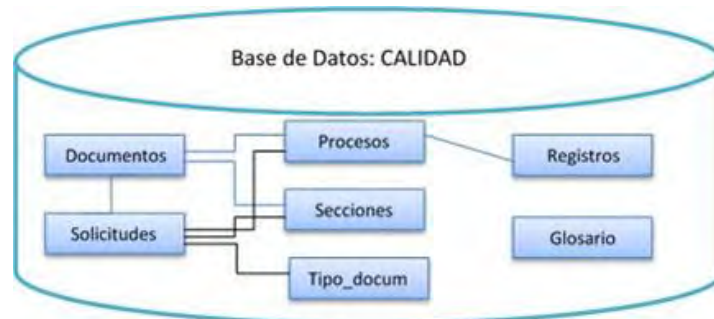 Base de Datos: CALIDAD
Documentos
Procesos
Registros
Solicitudes
Secciones
Glosario
Tipo_docum